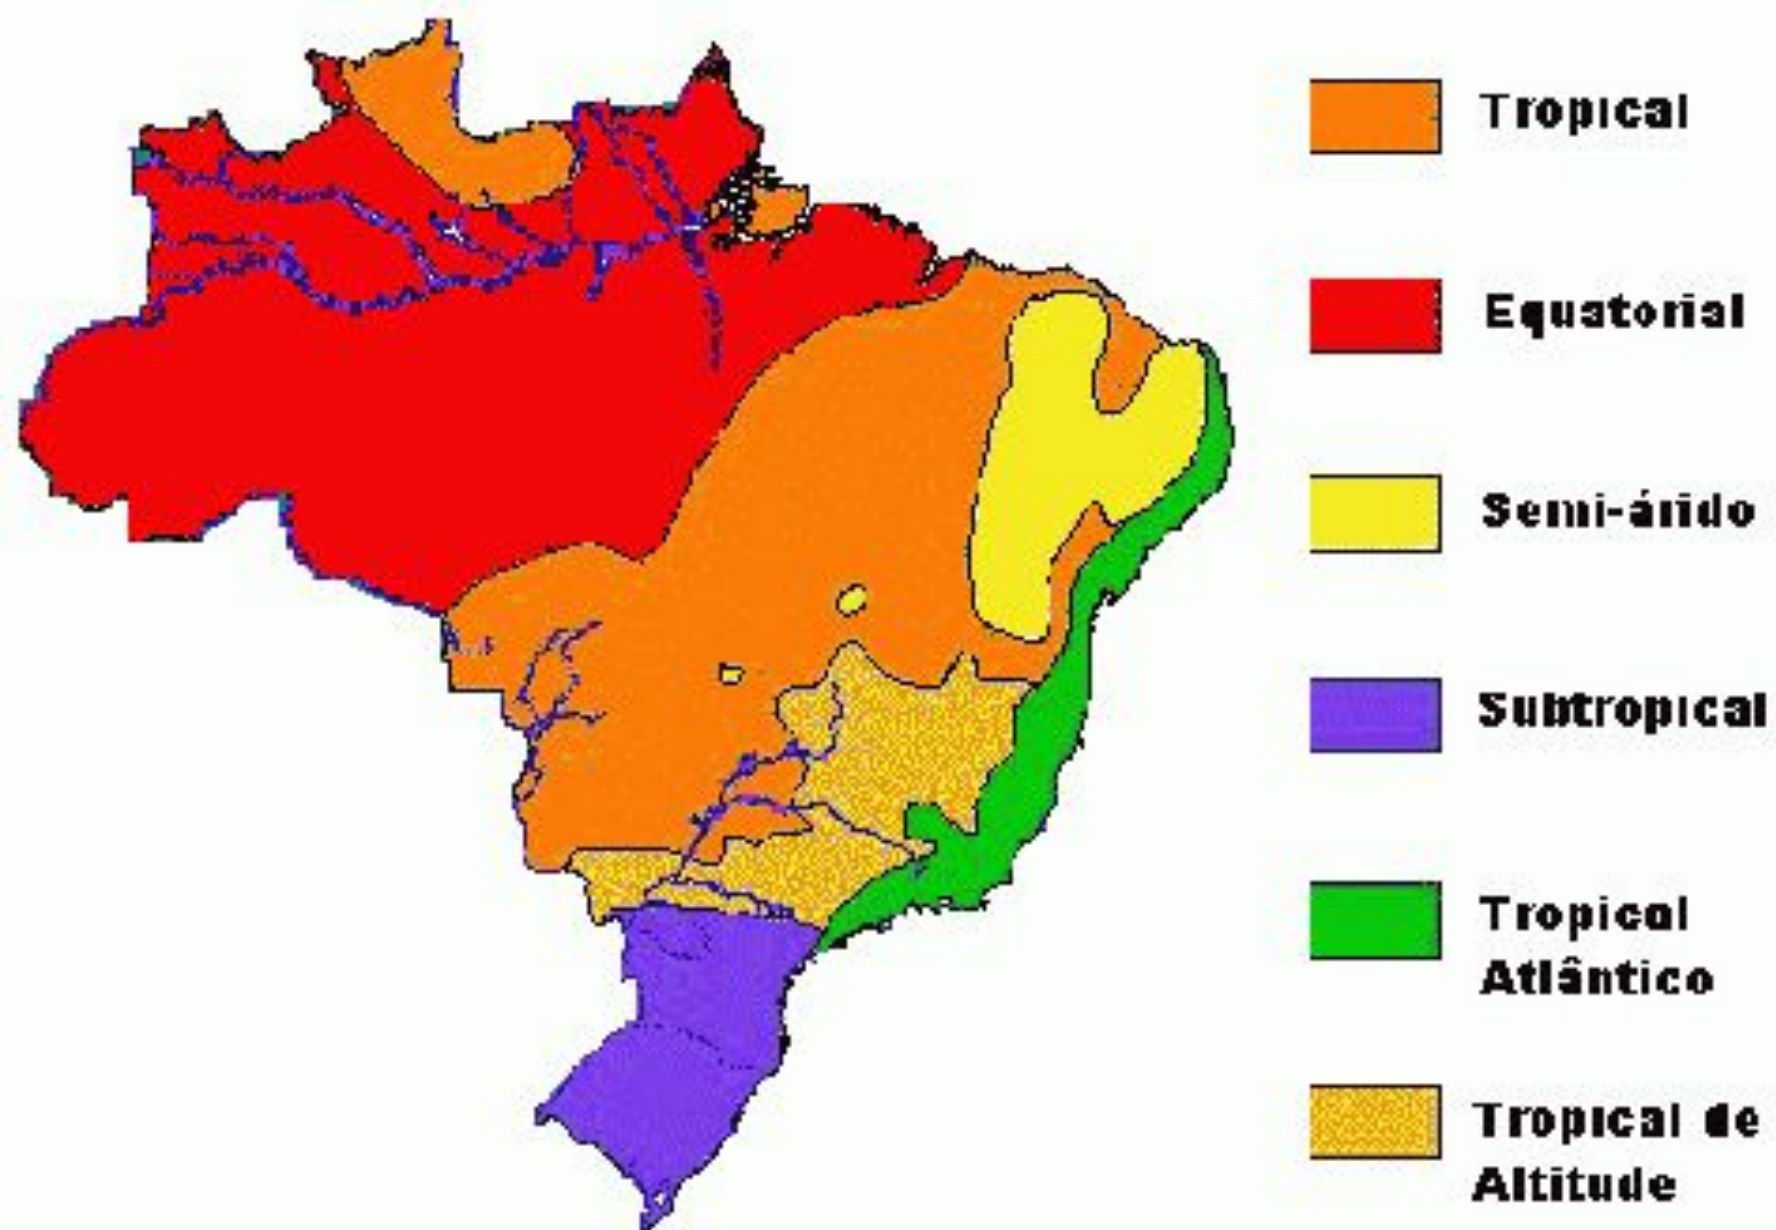 Tropical
Equatorial
Semi-árido
Subtropical
Tropical
Atlântico
Tropical de
Altitude